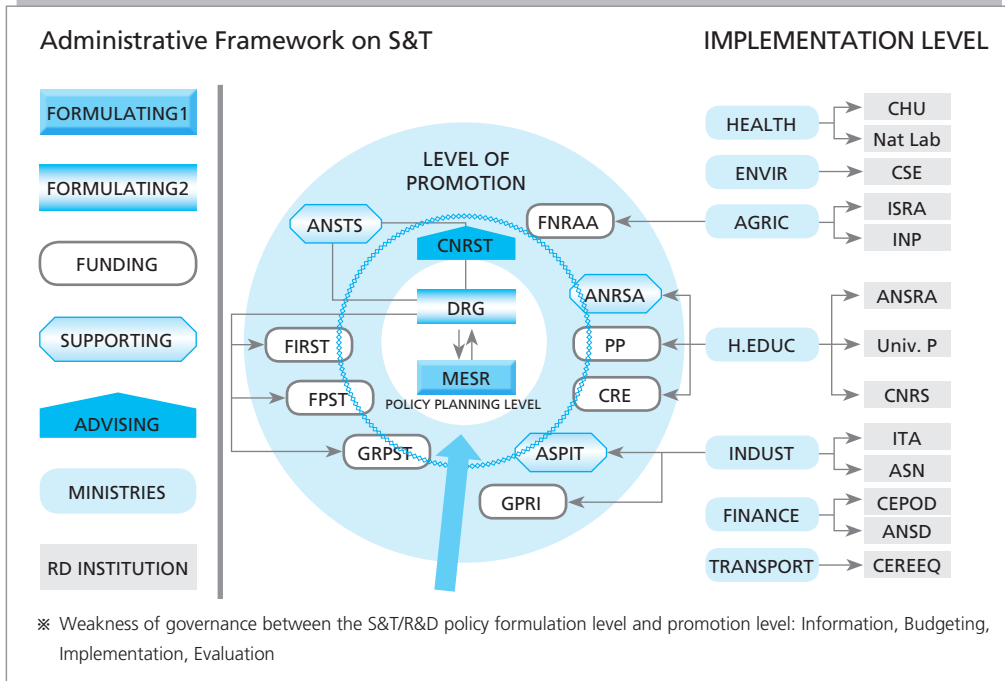 Administrative Framework on S&T
IMPLEMENTATION LEVEL
FORMULATING1
FORMULATING2
FUNDING
SUPPORTING
ADVISING
MINISTRIES
RD INSTITUTION
LEVEL OF
PROMOTION
ANSTS
FNRAA
CNRST
ANRSA
DRG
FIRST
PP
MESR
FPST
CRE
POLICY PLANNING LEVEL
GRPST
ASPIT
GPRI
HEALTH
ENVIR
AGRIC
H.EDUC
INDUST
FINANCE
TRANSPORT
CHU
Nat Lab
CSE
ISRA
INP
ANSRA
Univ. P
CNRS
ITA
ASN
CEPOD
ANSD
CEREEQ
※ Weakness of governance between the S&T/R&D policy formulation level and promotion level: Information, Budgeting,
Implementation, Evaluation